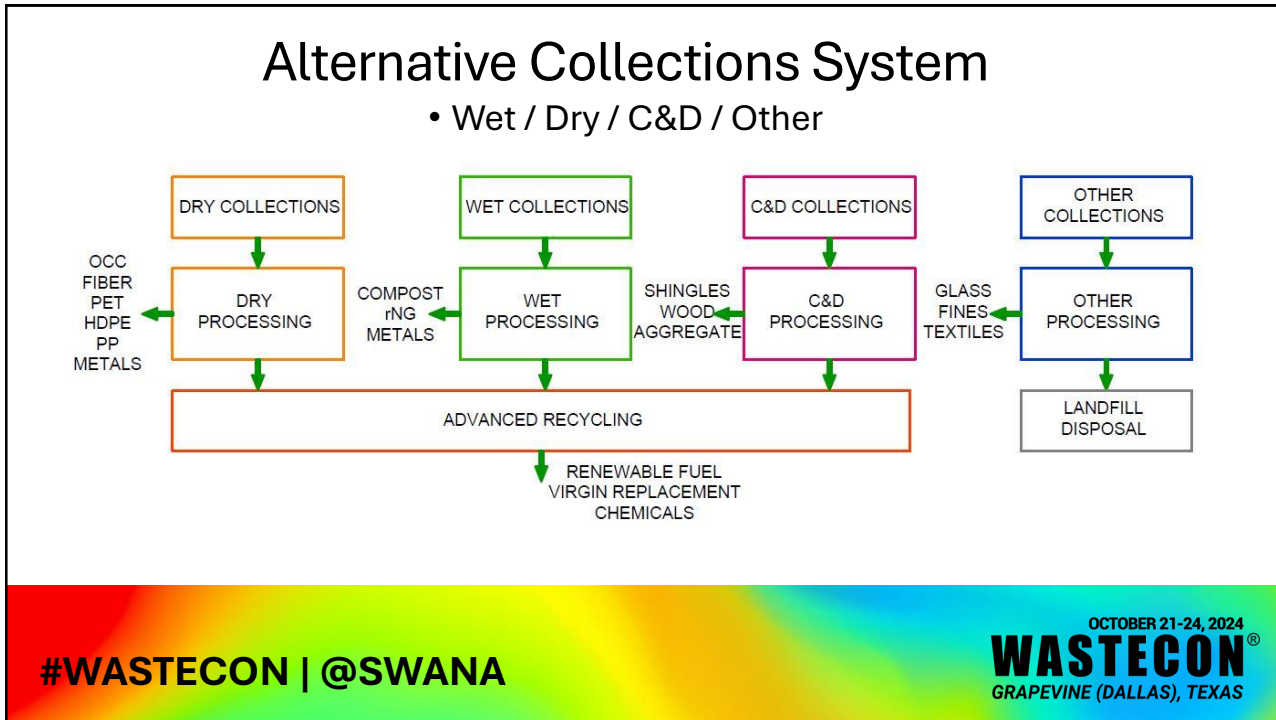 Alternative Collections System
• Wet / Dry / C&D / Other
DRY COLLECTIONS
WET COLLECTIONS
C&D COLLECTIONS
OTHER
COLLECTIONS
OCC
FIBER
PET
HDPE
PP
METALS
DRY
PROCESSING
COMPOST
rNG
METALS
WET
PROCESSING
SHINGLES
WOOD
AGGREGATE
C&D
PROCESSING
GLASS
FINES
TEXTILES
OTHER
PROCESSING
ADVANCED RECYCLING
LANDFILL
DISPOSAL
RENEWABLE FUEL
VIRGIN REPLACEMENT
CHEMICALS
#WASTECON | @SWANA
OCTOBER 21-24, 2024
WASTECON®
GRAPEVINE (DALLAS), TEXAS